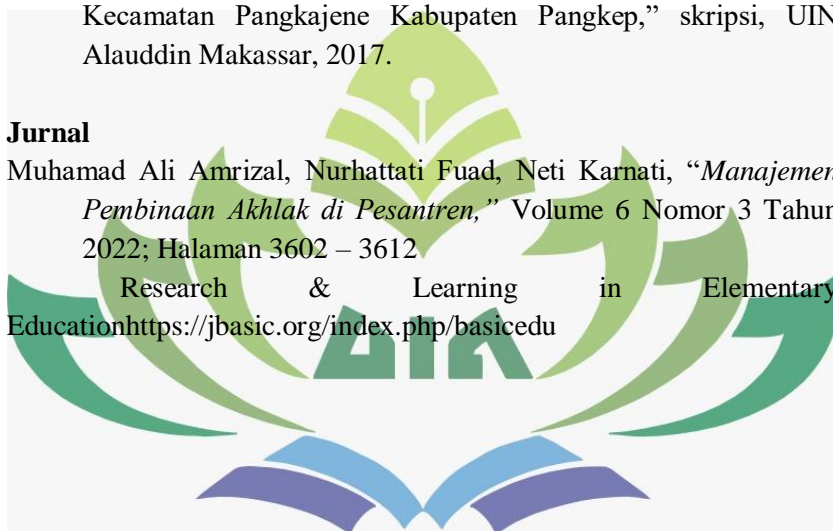 Kecamatan Pangkajene Kabupaten Pangkep,” skripsi, UIN
Alauddin Makassar, 2017.
Jurnal
Muhamad Ali Amrizal, Nurhattati Fuad, Neti Karnati, “Manajemen
Pembinaan Akhlak di Pesantren,” Volume 6 Nomor 3 Tahun
2022; Halaman 3602 – 3612
Research & Learning in Elementary
Educationhttps://jbasic.org/index.php/basicedu